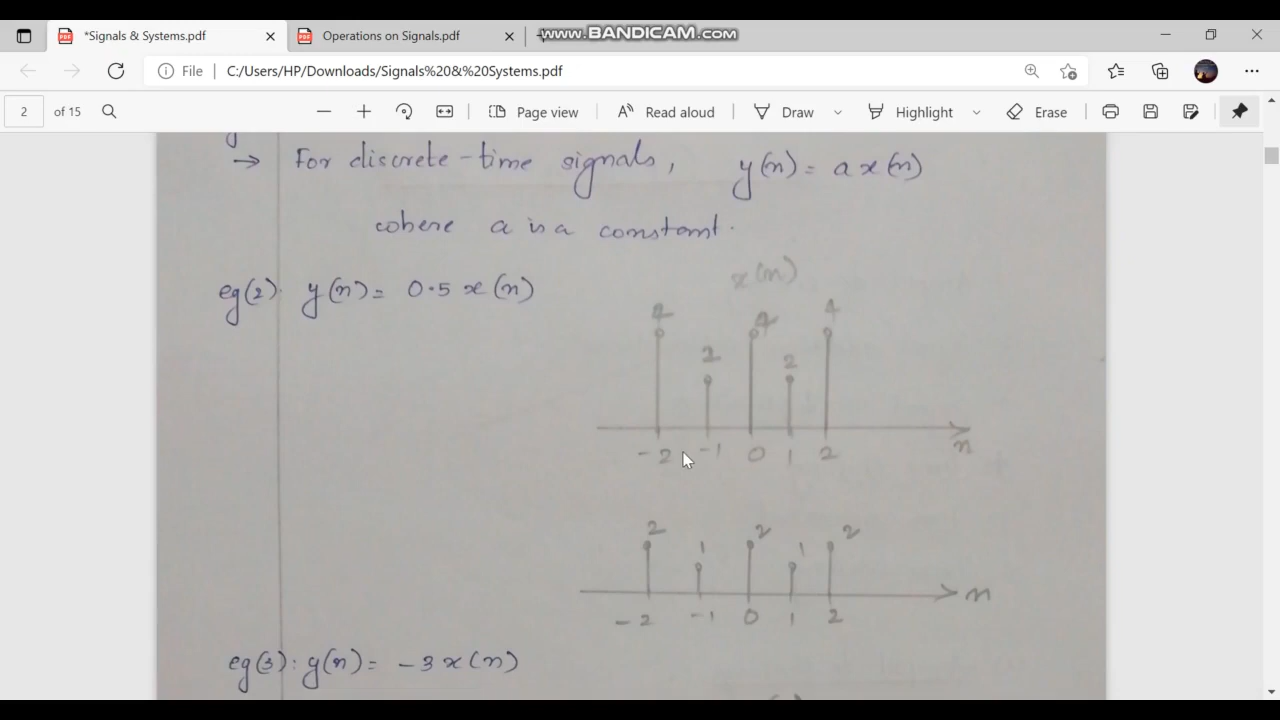 *Signals & Systems.pdf
Operations on Signals.pdf
www.BANDICAM.com
File
C:/Users/HP/Downloads/Signals%20&%20Systems.pdf
2 of 15
Page view
Read aloud
Draw
Highlight
Erase
→ For discrete-time signals, y(n) = a x(n)
where a is a constant.
eg(2): y(n) = 0.5 x(n)
x(n)
4 2 4 2 4
-2 -1 0 1 2 n
2 1 2 1 2
-2 -1 0 1 2 n
eg(3): y(n) = -3 x(n)